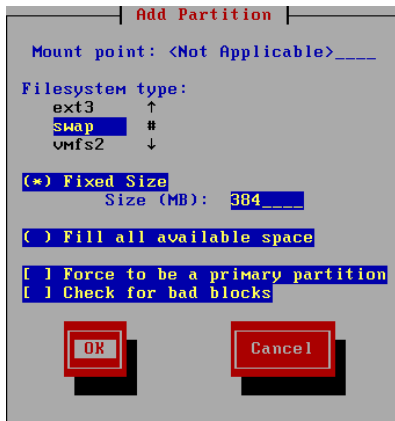 Add Partition
Mount point: <Not Applicable>____
Filesystem type:
ext3 ↑
swap #
vmfs2 ↓
(*) Fixed Size
Size (MB): 384____
( ) Fill all available space
[ ] Force to be a primary partition
[ ] Check for bad blocks
OK Cancel